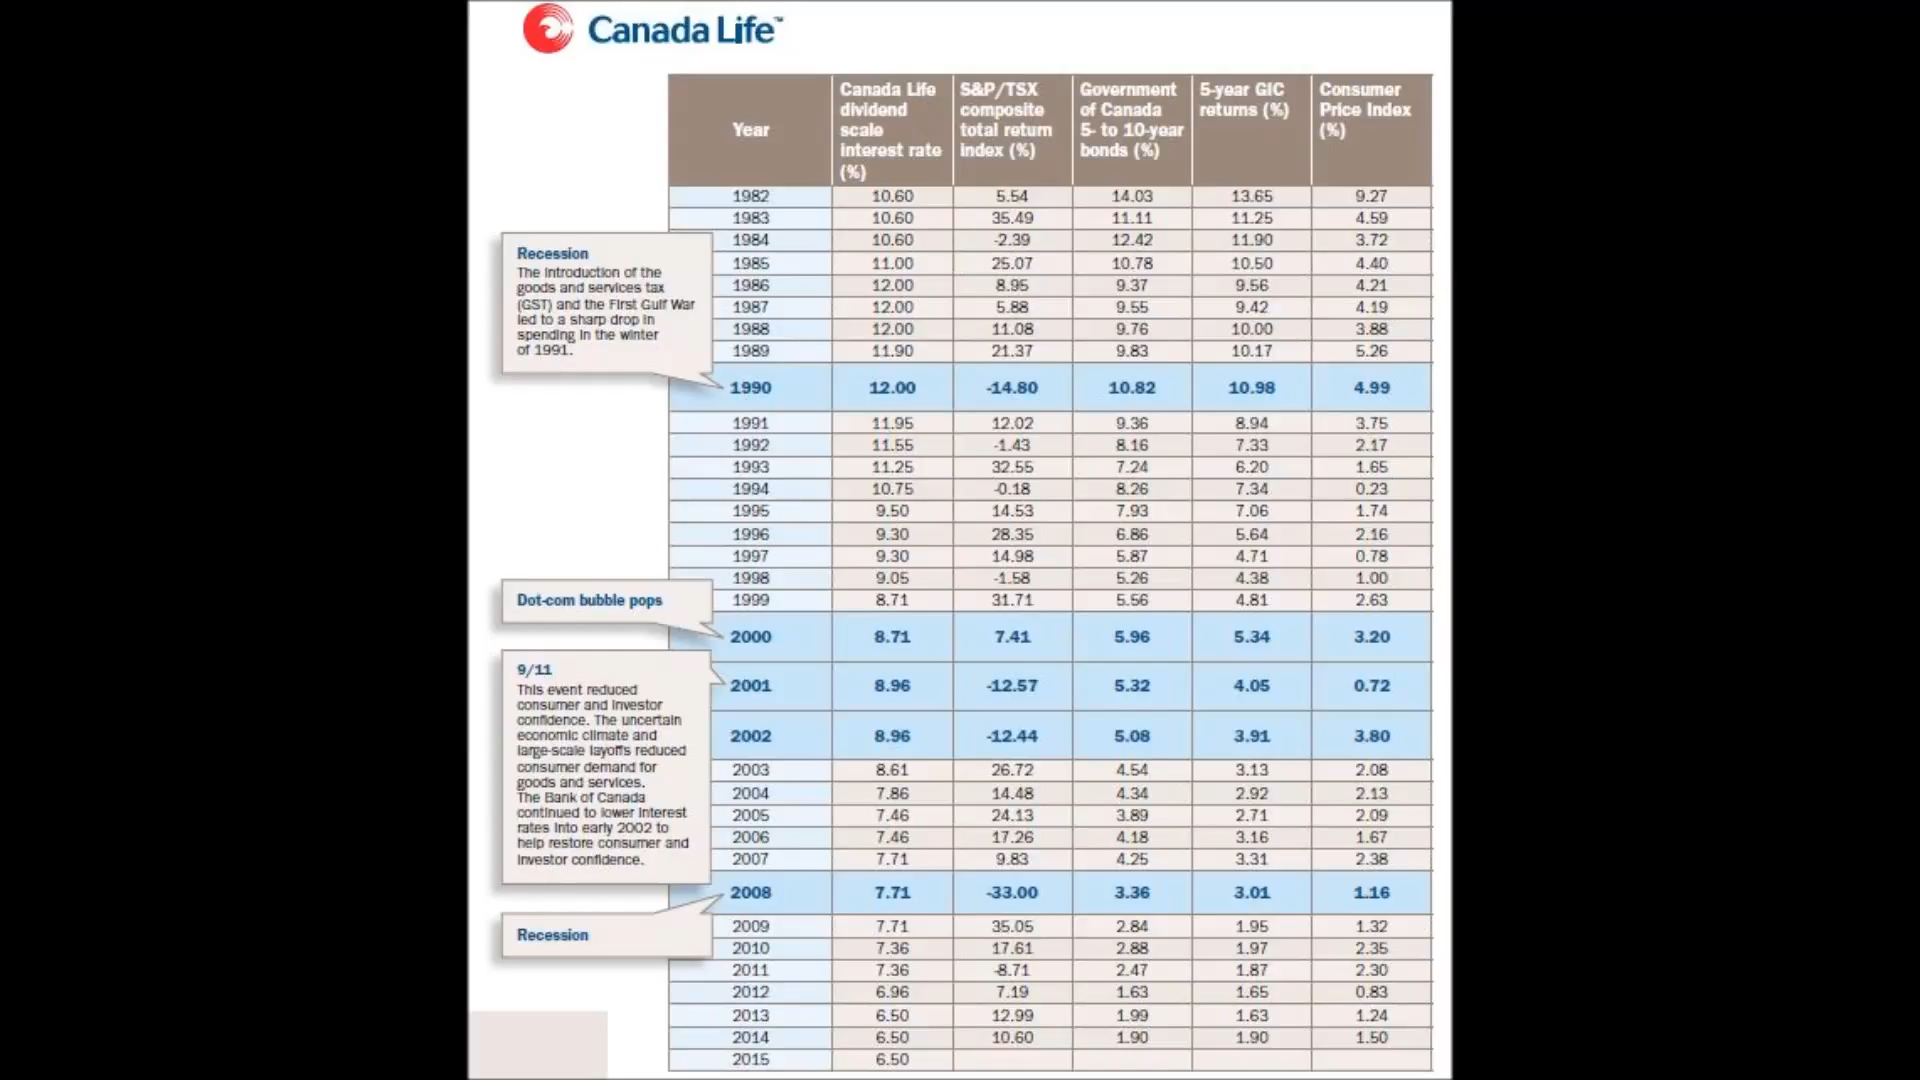 Canada Life™
Year | Canada Life dividend scale interest rate (%) | S&P/TSX composite total return index (%) | Government of Canada 5- to 10-year bonds (%) | 5-year GIC returns (%) | Consumer Price Index (%)
1982 10.60 5.54 14.03 13.65 9.27
1983 10.60 35.49 11.11 11.25 4.59
1984 10.60 -2.39 12.42 11.90 3.72
1985 11.00 25.07 10.78 10.50 4.40
1986 12.00 8.95 9.37 9.56 4.21
1987 12.00 5.88 9.55 9.42 4.19
1988 12.00 11.08 9.76 10.00 3.88
1989 11.90 21.37 9.83 10.17 5.26
1990 12.00 -14.80 10.82 10.98 4.99
1991 11.95 12.02 9.36 8.94 3.75
1992 11.55 -1.43 8.16 7.33 2.17
1993 11.25 32.55 7.24 6.20 1.65
1994 10.75 -0.18 8.26 7.34 0.23
1995 9.50 14.53 7.93 7.06 1.74
1996 9.30 28.35 6.86 5.64 2.16
1997 9.30 14.98 5.87 4.71 0.78
1998 9.05 -1.58 5.26 4.38 1.00
1999 8.71 31.71 5.56 4.81 2.63
2000 8.71 7.41 5.96 5.34 3.20
2001 8.96 -12.57 5.32 4.05 0.72
2002 8.96 -12.44 5.08 3.91 3.80
2003 8.61 26.72 4.54 3.13 2.08
2004 7.86 14.48 4.34 2.92 2.13
2005 7.46 24.13 3.89 2.71 2.09
2006 7.46 17.26 4.18 3.16 1.67
2007 7.71 9.83 4.25 3.31 2.38
2008 7.71 -33.00 3.36 3.01 1.16
2009 7.71 35.05 2.84 1.95 1.32
2010 7.36 17.61 2.88 1.97 2.35
2011 7.36 -8.71 2.47 1.87 2.30
2012 6.96 7.19 1.63 1.65 0.83
2013 6.50 12.99 1.99 1.63 1.24
2014 6.50 10.60 1.90 1.90 1.50
2015 6.50
Recession
The introduction of the
goods and services tax
(GST) and the First Gulf War
led to a sharp drop in
spending in the winter
of 1991.
Dot-com bubble pops
9/11
This event reduced
consumer and investor
confidence. The uncertain
economic climate and
large-scale layoffs reduced
consumer demand for
goods and services.
The Bank of Canada
continued to lower interest
rates into early 2002 to
help restore consumer and
investor confidence.
Recession